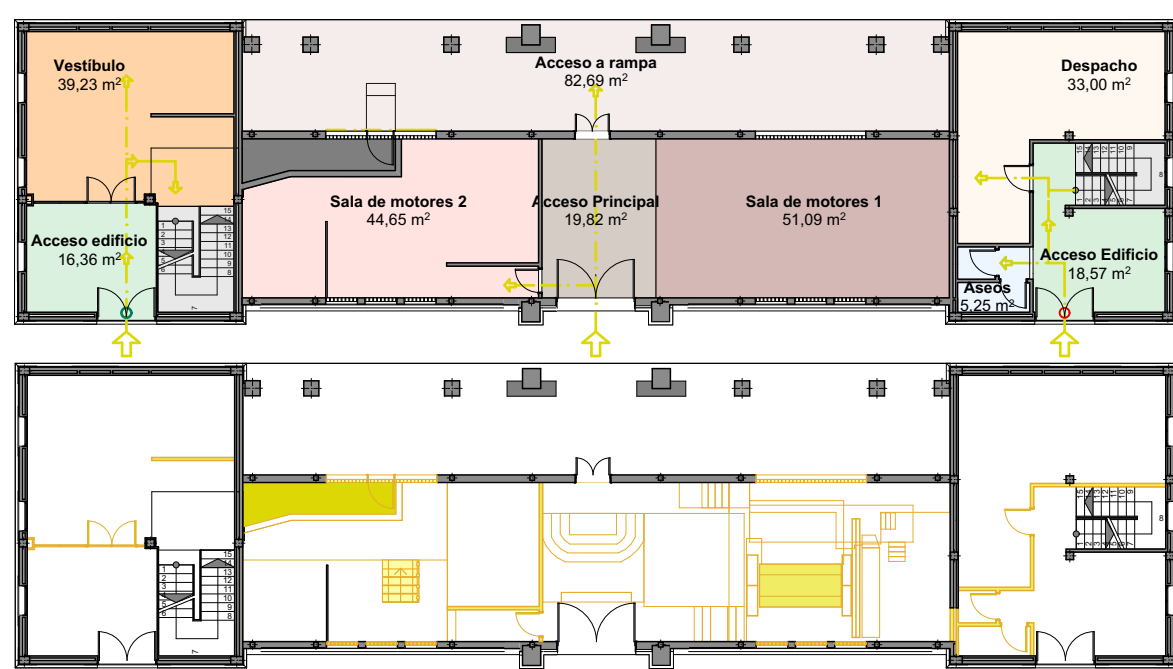 Vestíbulo
39,23 m²
Acceso a rampa
82,69 m²
Despacho
33,00 m²
Sala de motores 2
44,65 m²
Acceso Principal
19,82 m²
Sala de motores 1
51,09 m²
Acceso edificio
16,36 m²
Acceso Edificio
18,57 m²
Aseos
5.25 m²